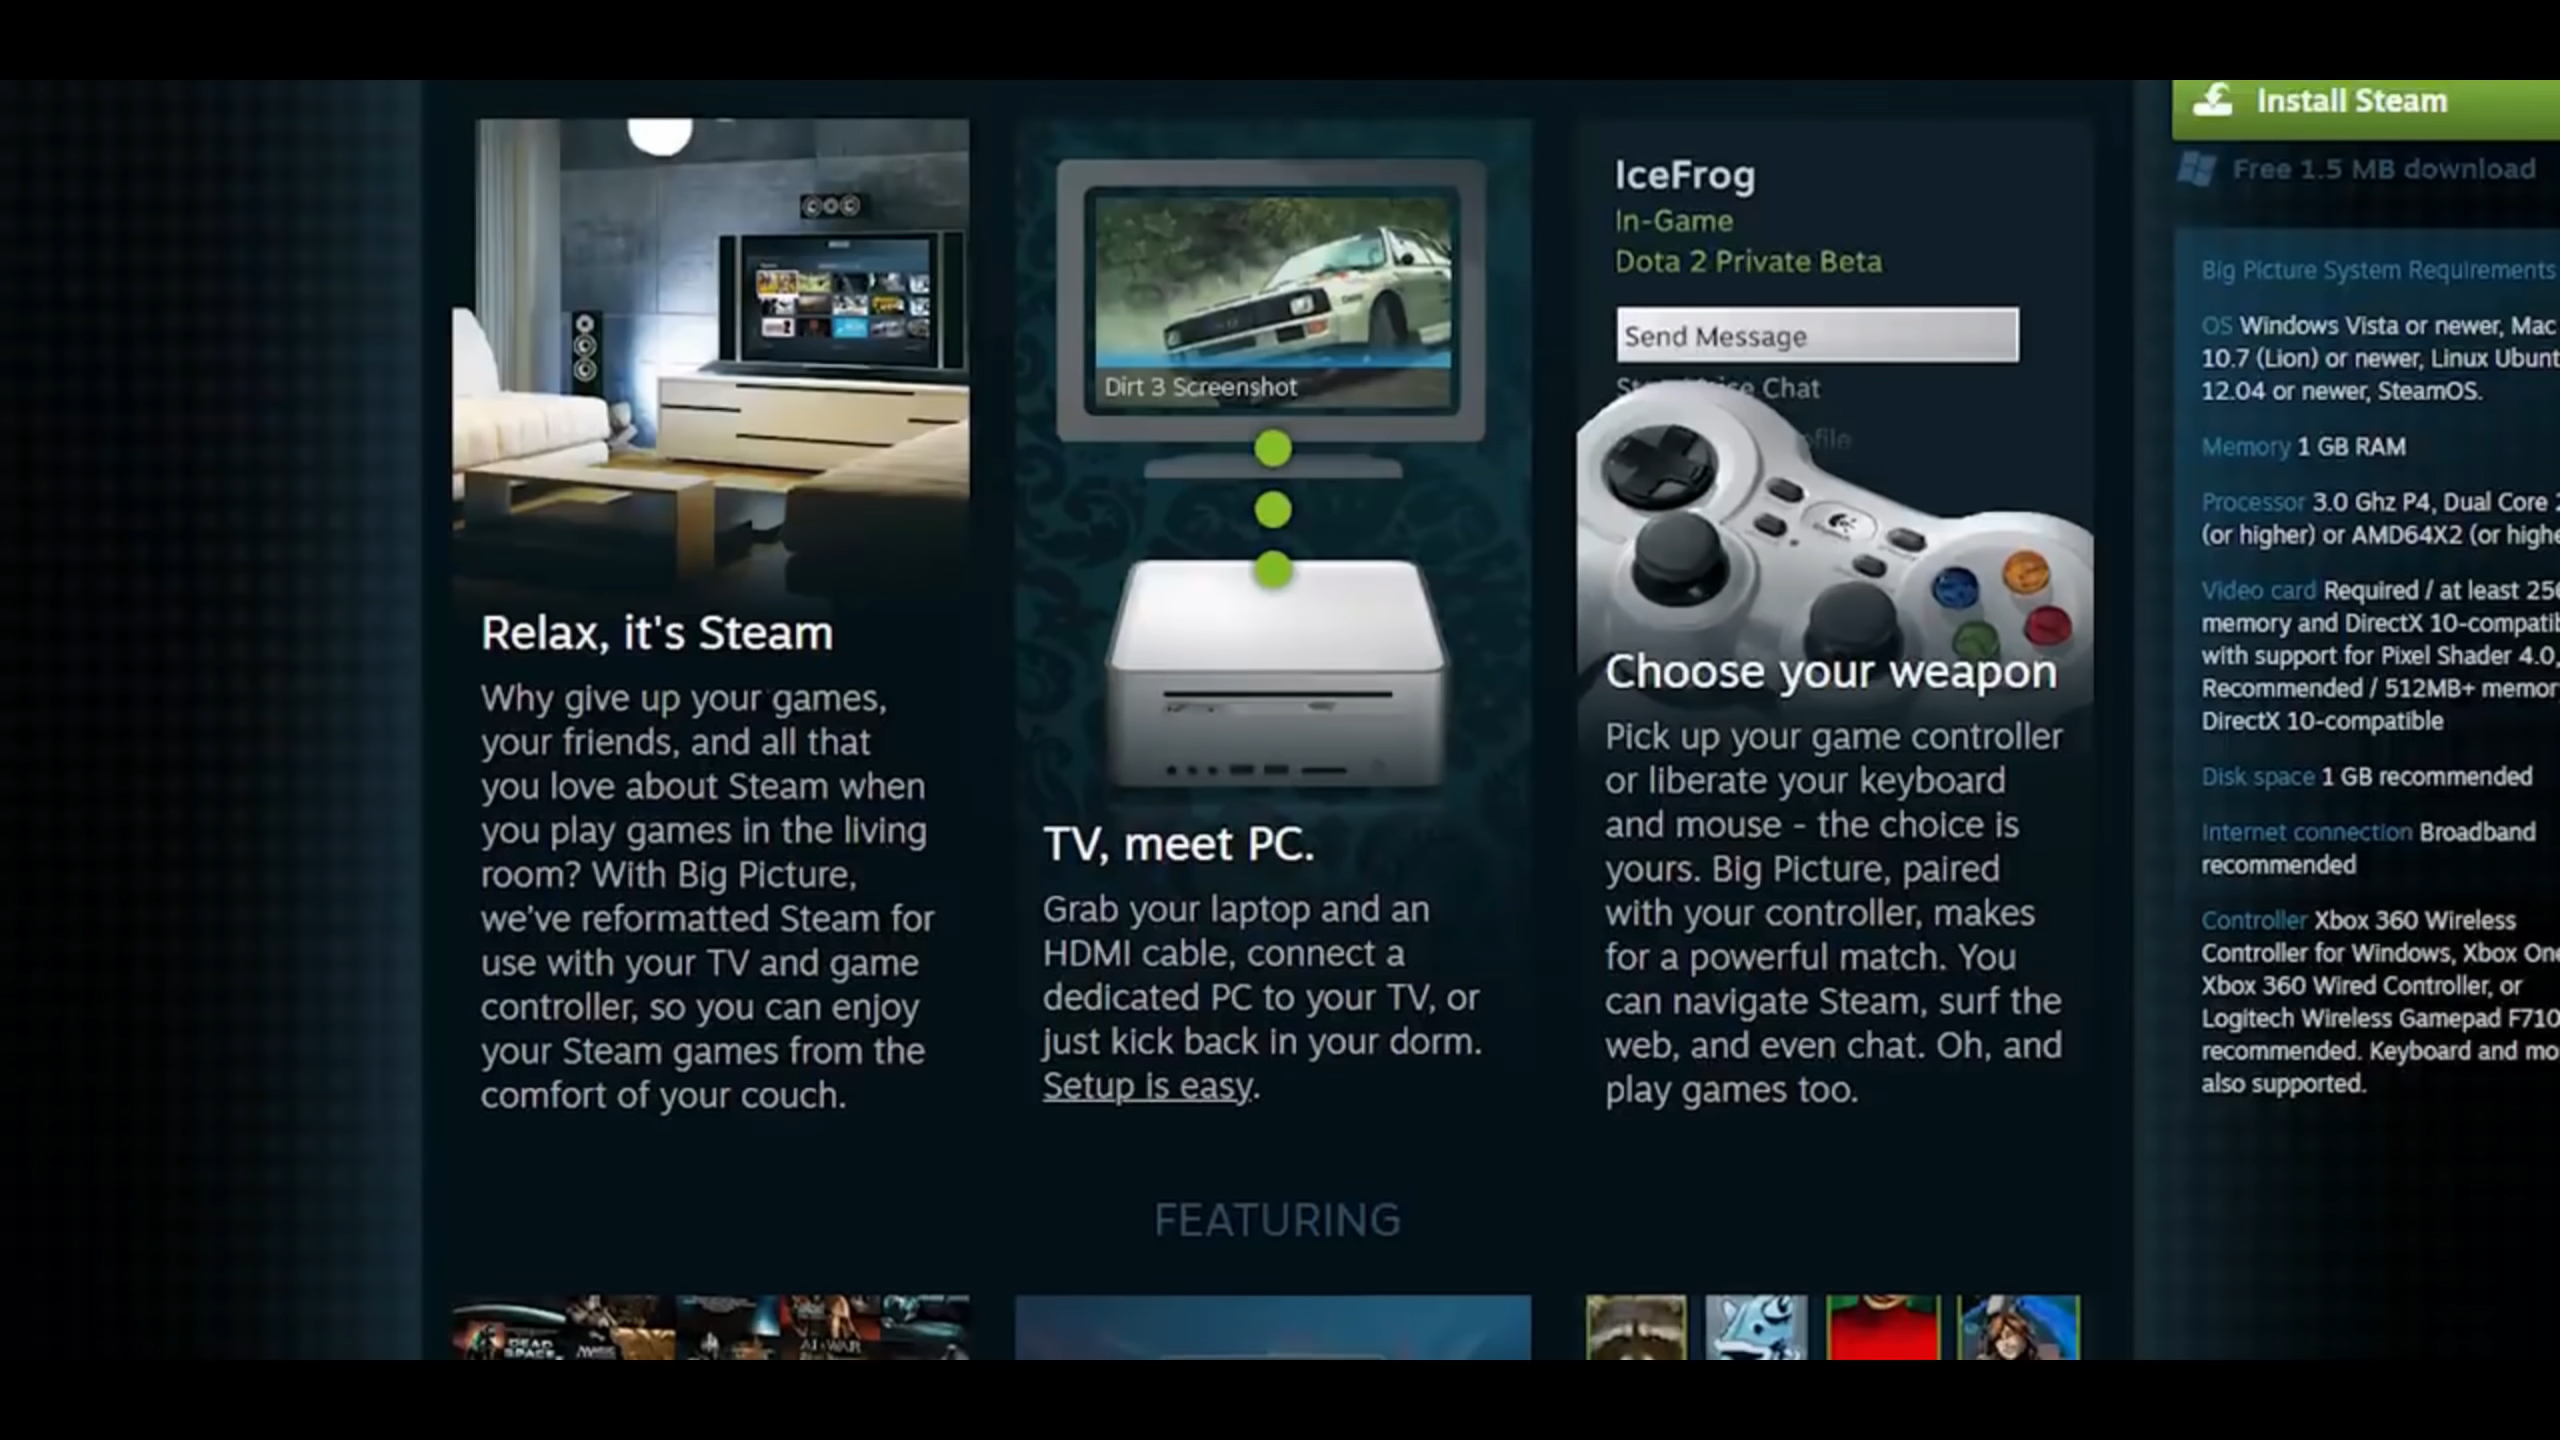 Relax, it's Steam
Why give up your games,
your friends, and all that
you love about Steam when
you play games in the living
room? With Big Picture,
we've reformatted Steam for
use with your TV and game
controller, so you can enjoy
your Steam games from the
comfort of your couch.
Dirt 3 Screenshot
TV, meet PC.
Grab your laptop and an
HDMI cable, connect a
dedicated PC to your TV, or
just kick back in your dorm.
Setup is easy.
IceFrog
In-Game
Dota 2 Private Beta
Send Message
Chat
Choose your weapon
Pick up your game controller
or liberate your keyboard
and mouse - the choice is
yours. Big Picture, paired
with your controller, makes
for a powerful match. You
can navigate Steam, surf the
web, and even chat. Oh, and
play games too.
Install Steam
Free 1.5 MB download
Big Picture System Requirements
OS Windows Vista or newer, Mac
10.7 (Lion) or newer, Linux Ubunt
12.04 or newer, SteamOS.
Memory 1 GB RAM
Processor 3.0 Ghz P4, Dual Core
(or higher) or AMD64X2 (or highe
Video card Required / at least 256
memory and DirectX 10-compatib
with support for Pixel Shader 4.0,
Recommended / 512MB+ memor
DirectX 10-compatible
Disk space 1 GB recommended
Internet connection Broadband
recommended
Controller Xbox 360 Wireless
Controller for Windows, Xbox One
Xbox 360 Wired Controller, or
Logitech Wireless Gamepad F710
recommended. Keyboard and mo
also supported.
FEATURING
DEAD
SPACE
AI WAR